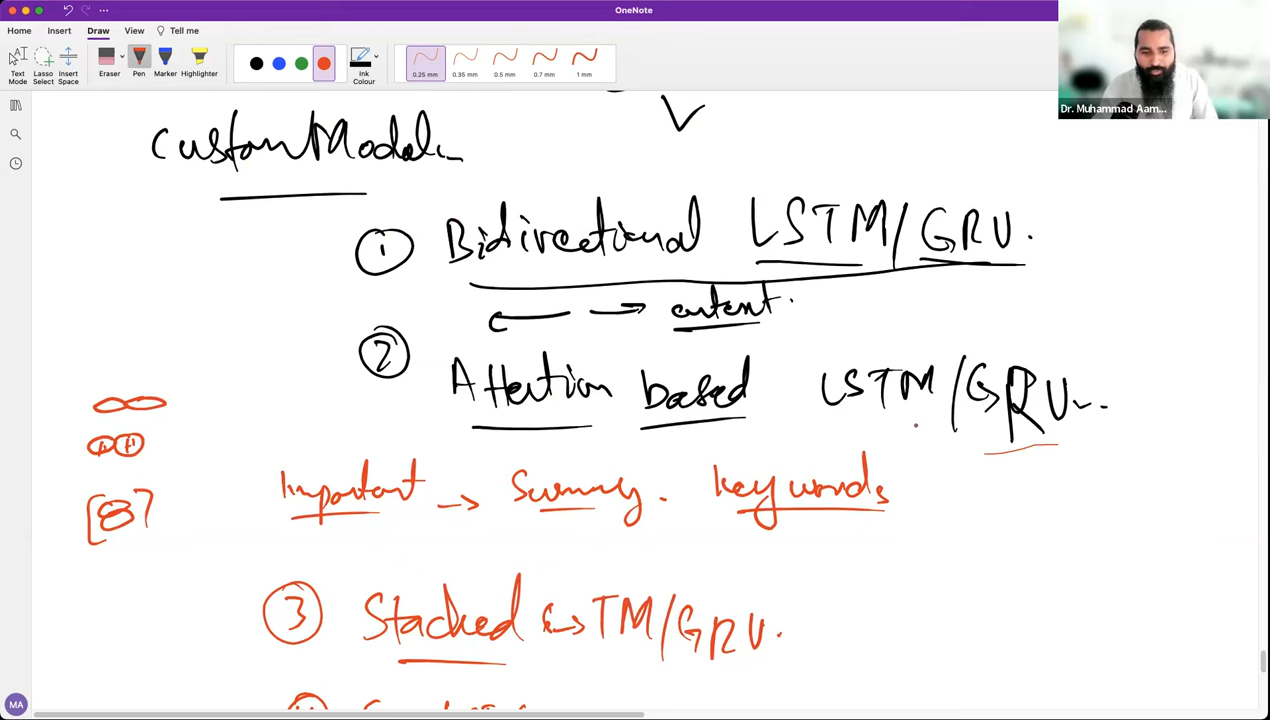 OneNote
Home Insert Draw View Tell me
Text Mode Lasso Select Insert Space Eraser Pen Marker Highlighter Ink Colour 0.25 mm 0.35 mm 0.5 mm 0.7 mm 1 mm
Dr. Muhammad Aam...
Custom Models
1 Bidirectional LSTM/GRU.
2 Attention based LSTM/GRU
Important → Summary. Keywords
3 Stacked LSTM/GRU.
MA